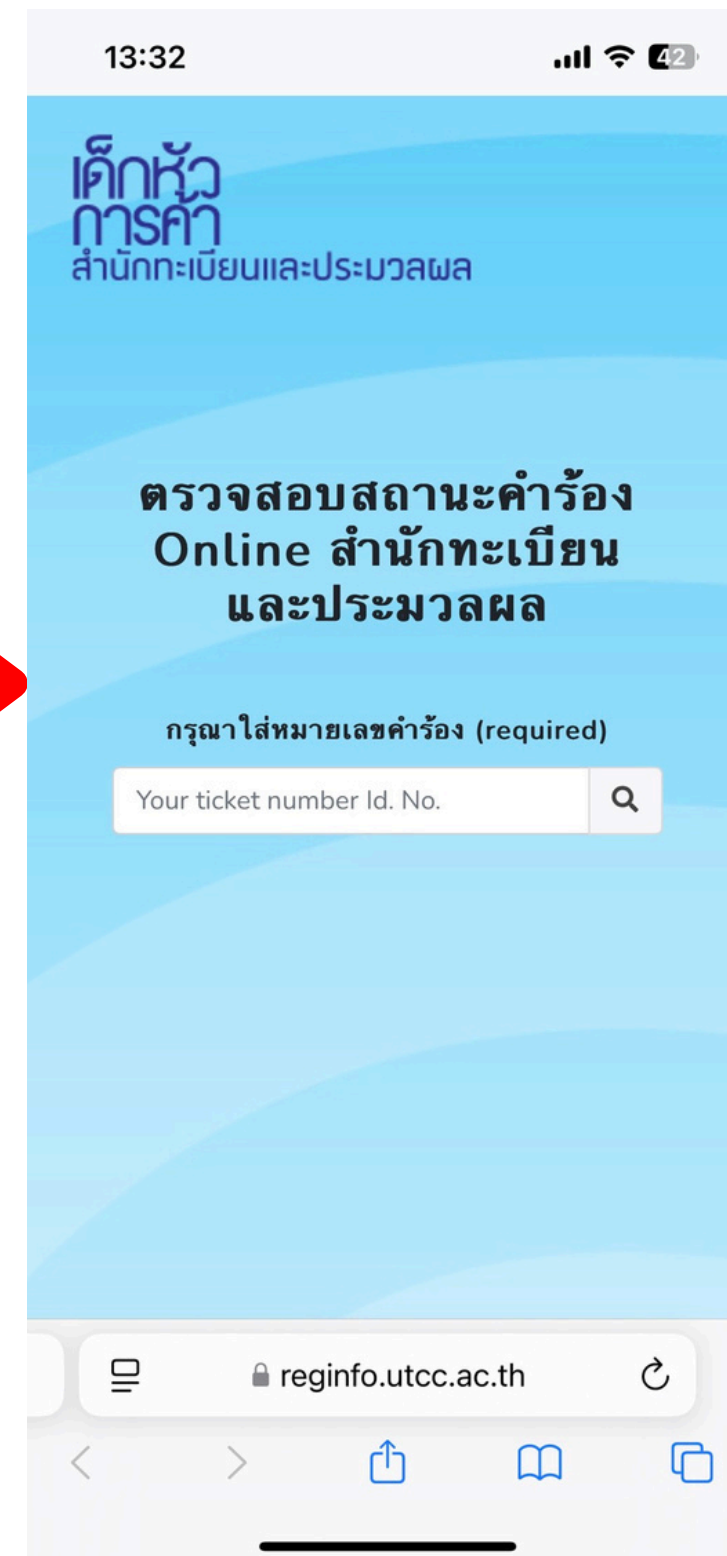 13:32
42
เด็กหัว
การค้า
สำนักทะเบียนและประมวลผล
ตรวจสอบสถานะคำร้อง
Online สำนักทะเบียน
และประมวลผล
กรุณาใส่หมายเลขคำร้อง (required)
Your ticket number Id. No.
reginfo.utcc.ac.th